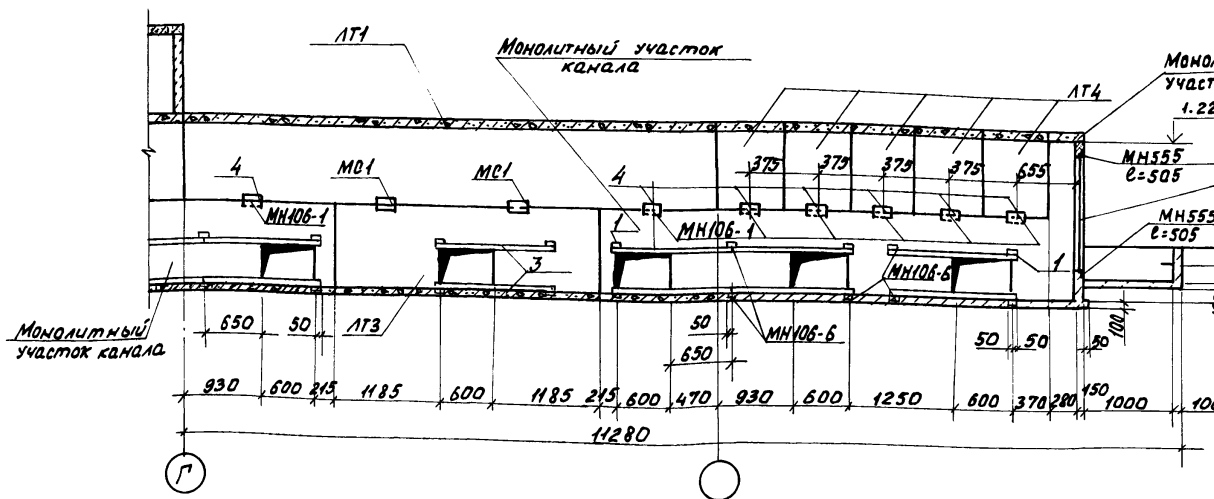 ЛТ1
Монолитный участок
канала
ЛТ4
1.22
МН555
ℓ=505
375 375 375 375 655
4 МС1 МС1 4
МН106-1
МН106-1
МН555
ℓ=505
1
3
МН106-6
1
Монолитный
участок канала
ЛТ3
МН106-6
650 50 50 650 50 50 50 100
930 600 215 1185 600 1185 215 600 470 930 600 1250 600 370 280 150 1000
11280
Г